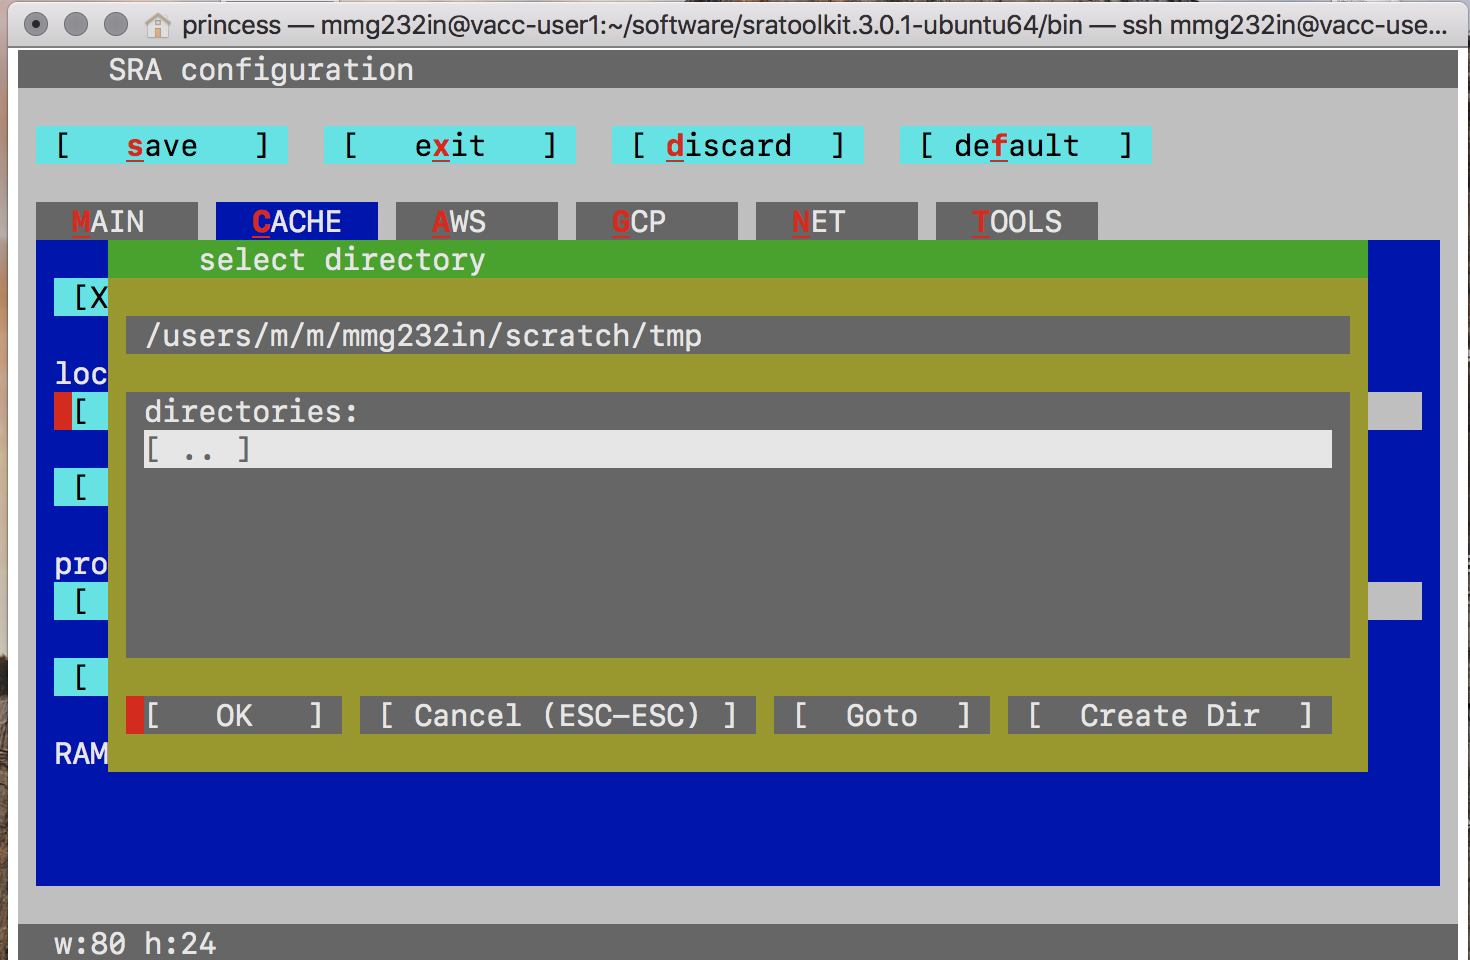 princess — mmg232in@vacc-user1:~/software/sratoolkit.3.0.1-ubuntu64/bin — ssh mmg232in@vacc-use...
SRA configuration
[ save ] [ exit ] [ discard ] [ default ]
MAIN CACHE AWS GCP NET TOOLS
select directory
[X
/users/m/m/mmg232in/scratch/tmp
loc
[ directories:
[ .. ]
[
pro
[
[
[ OK ] [ Cancel (ESC-ESC) ] [ Goto ] [ Create Dir ]
RAM
w:80 h:24